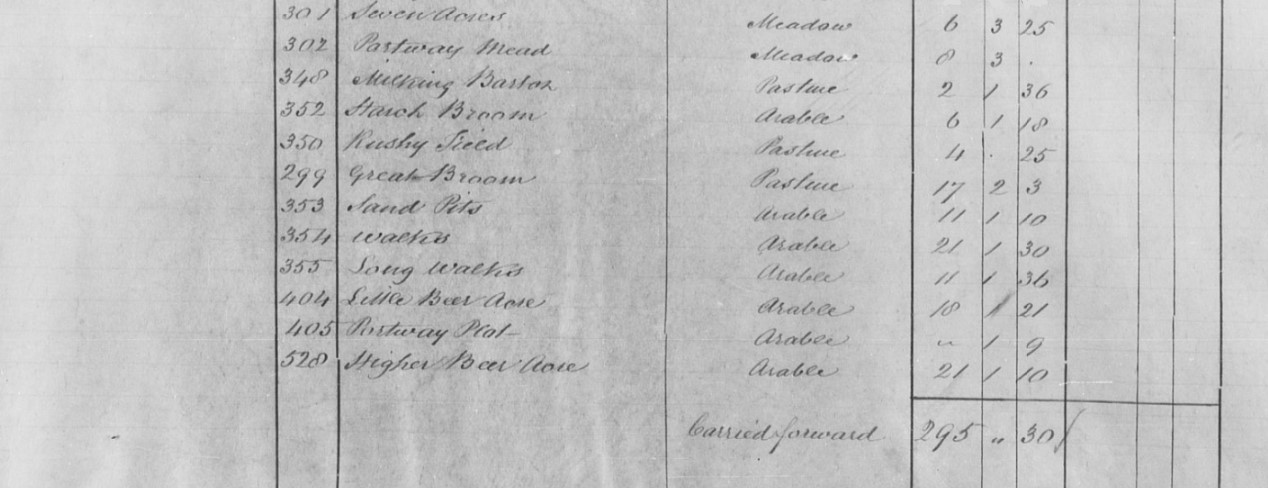 301 Seven Acres Meadow 6 3 25
302 Portway Mead Meadow 8 3 .
348 Milking Barton Pasture 2 1 36
352 Starch Broom Arable 6 1 18
350 Rushy Field Pasture 4 . 25
299 Great Broom Pasture 17 2 3
353 Sand Pits Arable 11 1 10
354 Walks Arable 21 1 30
355 Long Walks Arable 11 1 36
404 Little Beer Acre Arable 18 1 21
405 Portway Plot Arable " 1 9
528 Higher Beer Acre Arable 21 1 10
Carried forward 295 " 30